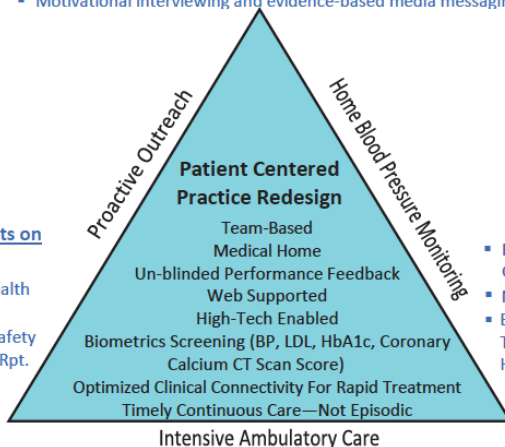 Motivational interviewing and evidence-based media messagin
Proactive Outreach
Home Blood Pressure Monitoring
Patient Centered
Practice Redesign
Team-Based
Medical Home
Un-blinded Performance Feedback
Web Supported
High-Tech Enabled
Biometrics Screening (BP, LDL, HbA1c, Coronary
Calcium CT Scan Score)
Optimized Clinical Connectivity For Rapid Treatment
Timely Continuous Care—Not Episodic
Intensive Ambulatory Care
ts on
alth
afety
Rpt.